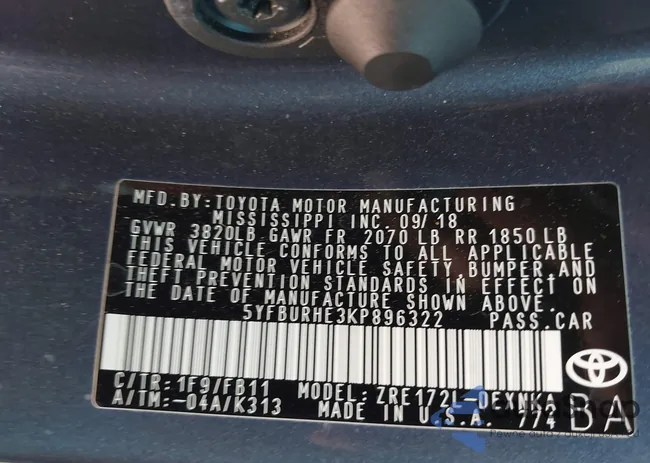 MFD.BY:TOYOTA MOTOR MANUFACTURING
MISSISSIPPI INC. 09/18
GVWR 3820LB GAWR FR 2070 LB RR 1850 LB
THIS VEHICLE CONFORMS TO ALL APPLICABLE
FEDERAL MOTOR VEHICLE SAFETY, BUMPER, AND
THEFT PREVENTION STANDARDS IN EFFECT ON
THE DATE OF MANUFACTURE SHOWN ABOVE.
5YFBURHE3KP896322 PASS.CAR
C/TR:1F9/FB11 MODEL: ZRE172L-DEXNKA
A/TM:-04A/K313 MADE IN U.S.A. 774 BA